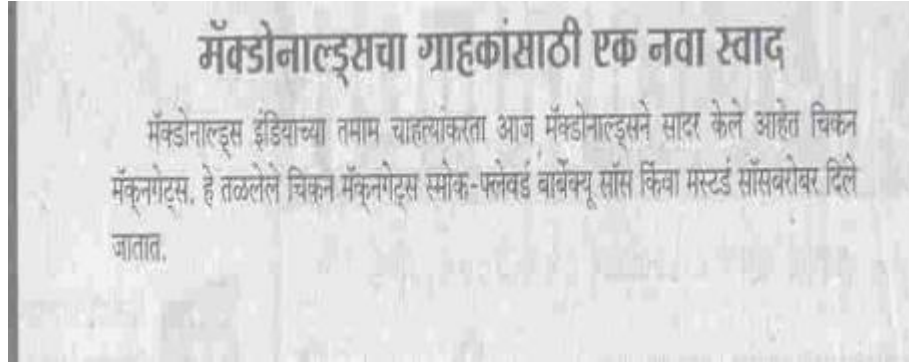 मॅक्डोनाल्ड्सचा ग्राहकांसाठी एक नवा स्वाद
मॅक्डोनाल्ड्स इंडियाच्या तमाम चाहत्यांकरता आज मॅक्डोनाल्ड्सने सादर केले आहेत चिकन
मॅक्नगेट्स. हे तळलेले चिकन मॅक्नगेट्स स्मोक-फ्लेवर्ड बार्बेक्यू सॉस किंवा मस्टर्ड सॉसबरोबर दिले
जातात.